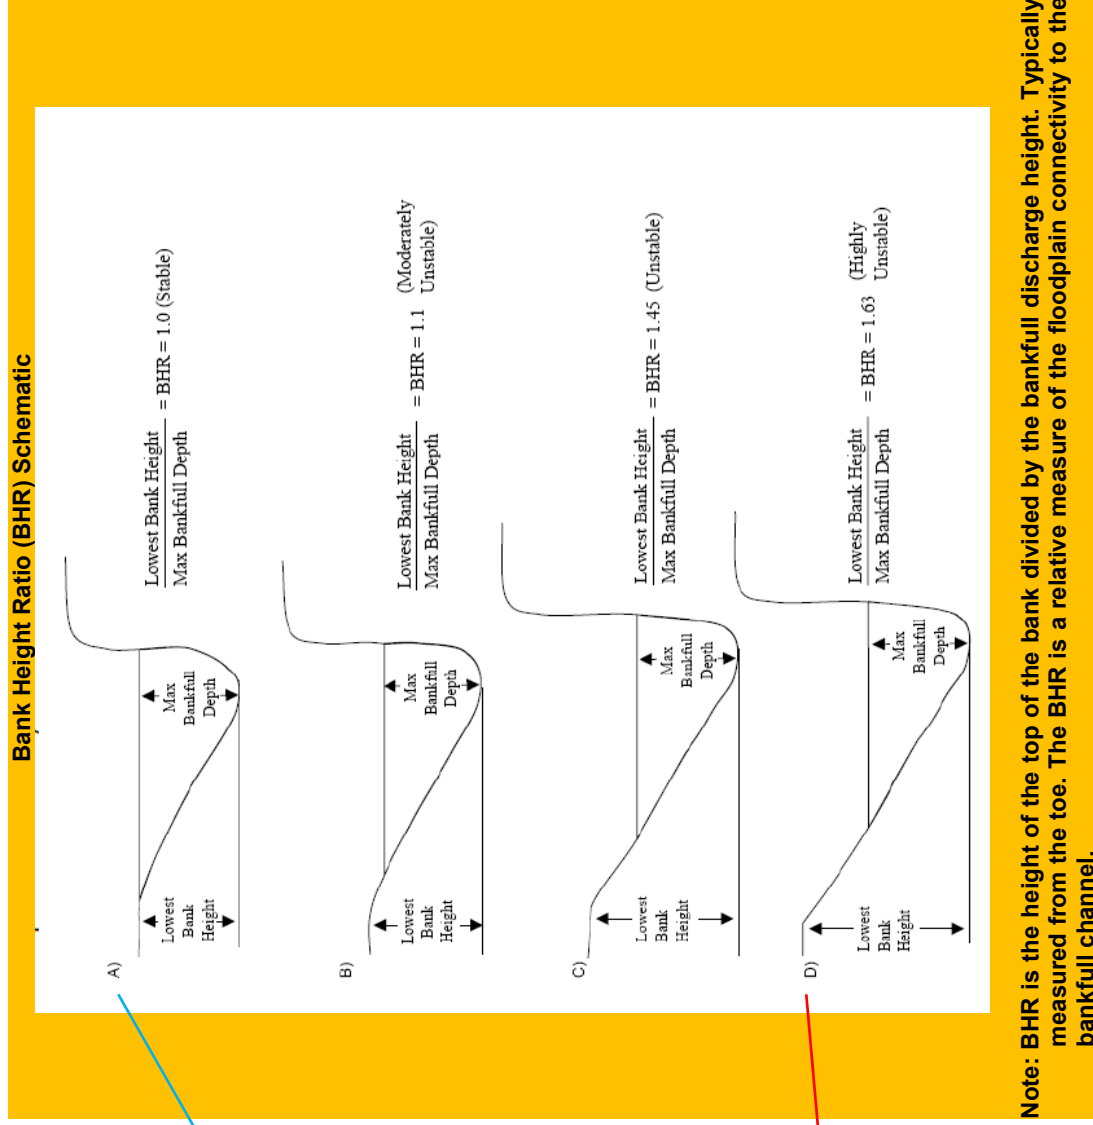 Bank Height Ratio (BHR) Schematic
A)
Lowest
Bank
Height
Max
Bankfull
Depth
Lowest Bank Height
Max Bankfull Depth
= BHR = 1.0 (Stable)
B)
Lowest
Bank
Height
Max
Bankfull
Depth
Lowest Bank Height
Max Bankfull Depth
= BHR = 1.1 (Moderately
Unstable)
C)
Lowest
Bank
Height
Max
Bankfull
Depth
Lowest Bank Height
Max Bankfull Depth
= BHR = 1.45 (Unstable)
D)
Lowest
Bank
Height
Max
Bankfull
Depth
Lowest Bank Height
Max Bankfull Depth
= BHR = 1.63 (Highly
Unstable)
Note: BHR is the height of the top of the bank divided by the bankfull discharge height. Typically
measured from the toe. The BHR is a relative measure of the floodplain connectivity to the
bankfull channel.